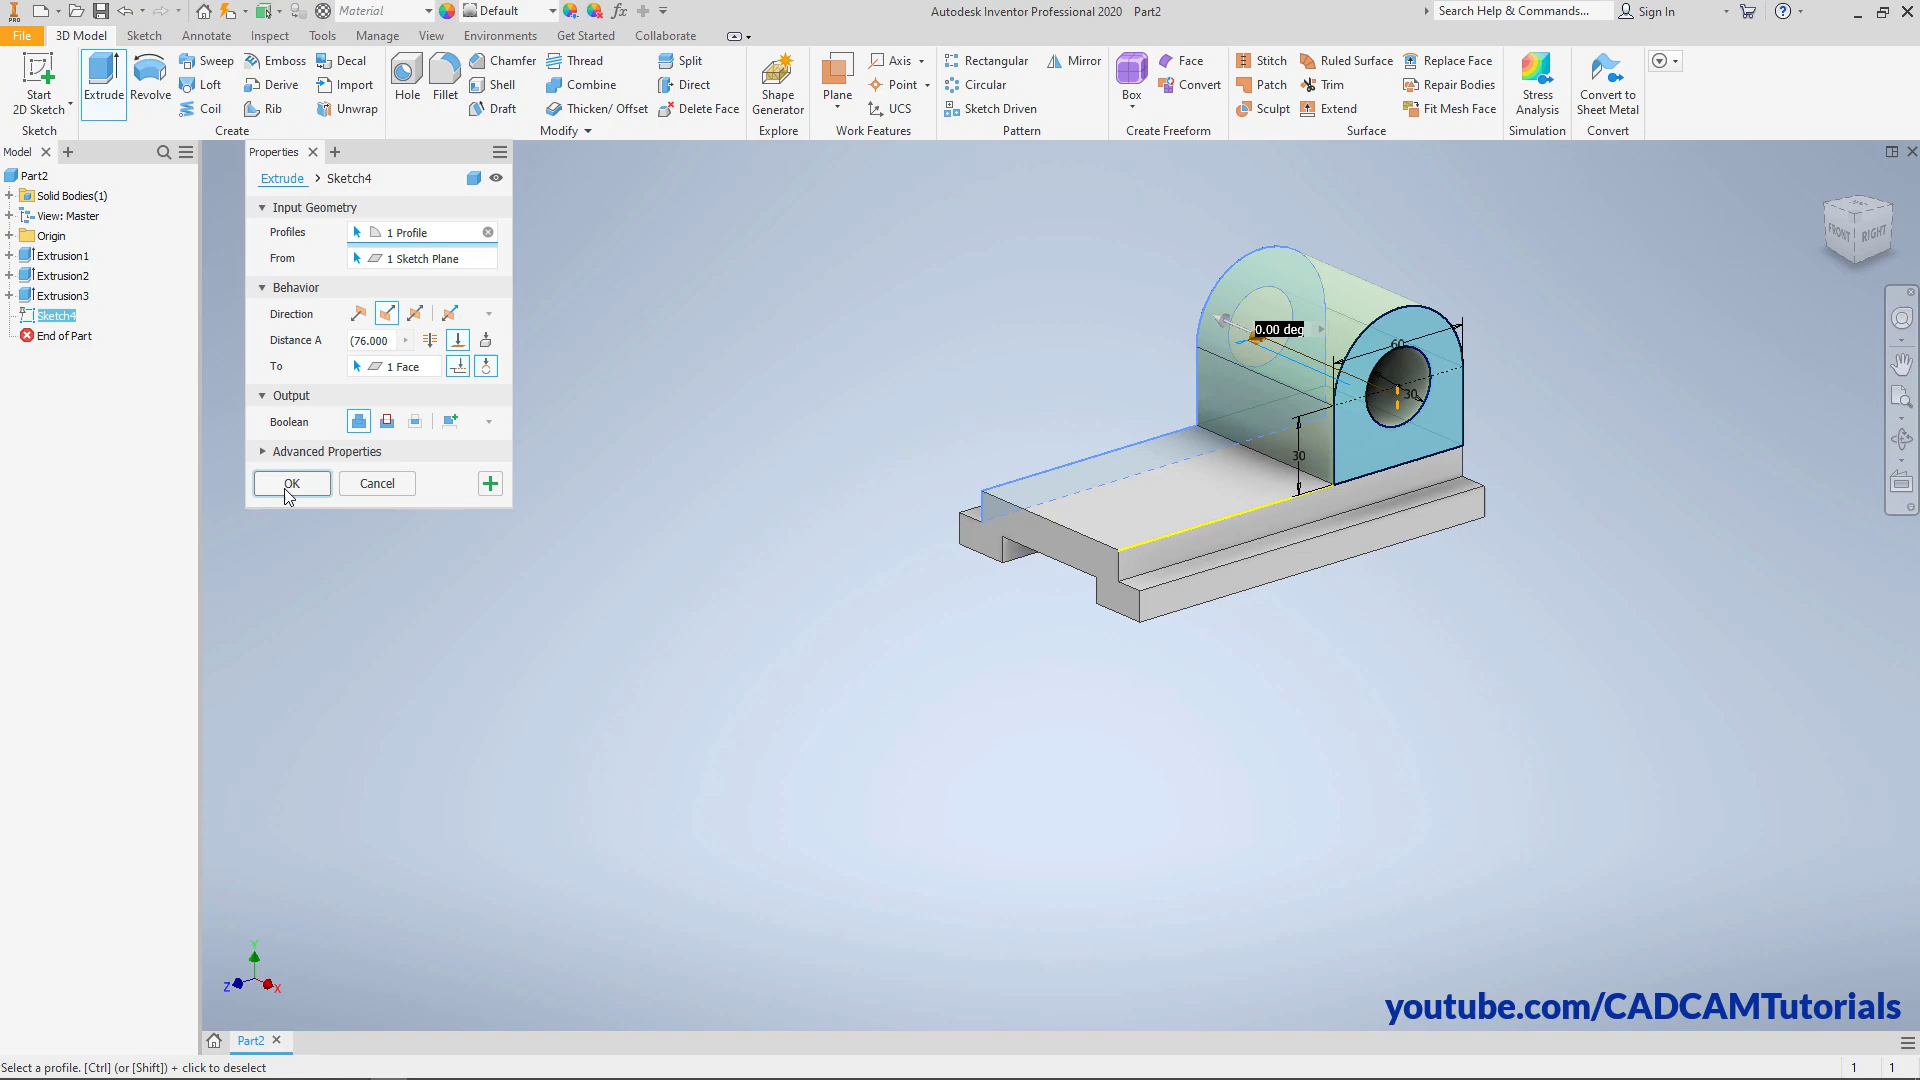 Material
Default
fx
Autodesk Inventor Professional 2020 Part2
Search Help & Commands...
Sign In
File
3D Model
Sketch
Annotate
Inspect
Tools
Manage
View
Environments
Get Started
Collaborate
Start
2D Sketch
Extrude
Revolve
Sweep
Loft
Coil
Emboss
Derive
Rib
Decal
Import
Unwrap
Hole
Fillet
Chamfer
Shell
Draft
Thread
Combine
Thicken/ Offset
Split
Direct
Delete Face
Shape
Generator
Plane
Axis
Point
UCS
Rectangular
Circular
Sketch Driven
Mirror
Box
Face
Convert
Stitch
Patch
Sculpt
Ruled Surface
Trim
Extend
Replace Face
Repair Bodies
Fit Mesh Face
Stress
Analysis
Convert to
Sheet Metal
Sketch
Create
Modify
Explore
Work Features
Pattern
Create Freeform
Surface
Simulation
Convert
Model
Part2
Solid Bodies(1)
View: Master
Origin
Extrusion1
Extrusion2
Extrusion3
Sketch4
End of Part
Properties
Extrude
Sketch4
Input Geometry
Profiles
1 Profile
From
1 Sketch Plane
Behavior
Direction
Distance A
(76.000
To
1 Face
Output
Boolean
Advanced Properties
OK
Cancel
0.00 deg
60
30
30
FRONT
RIGHT
Y
Z
X
youtube.com/CADCAMTutorials
Part2
Select a profile. [Ctrl] (or [Shift]) + click to deselect
1
1